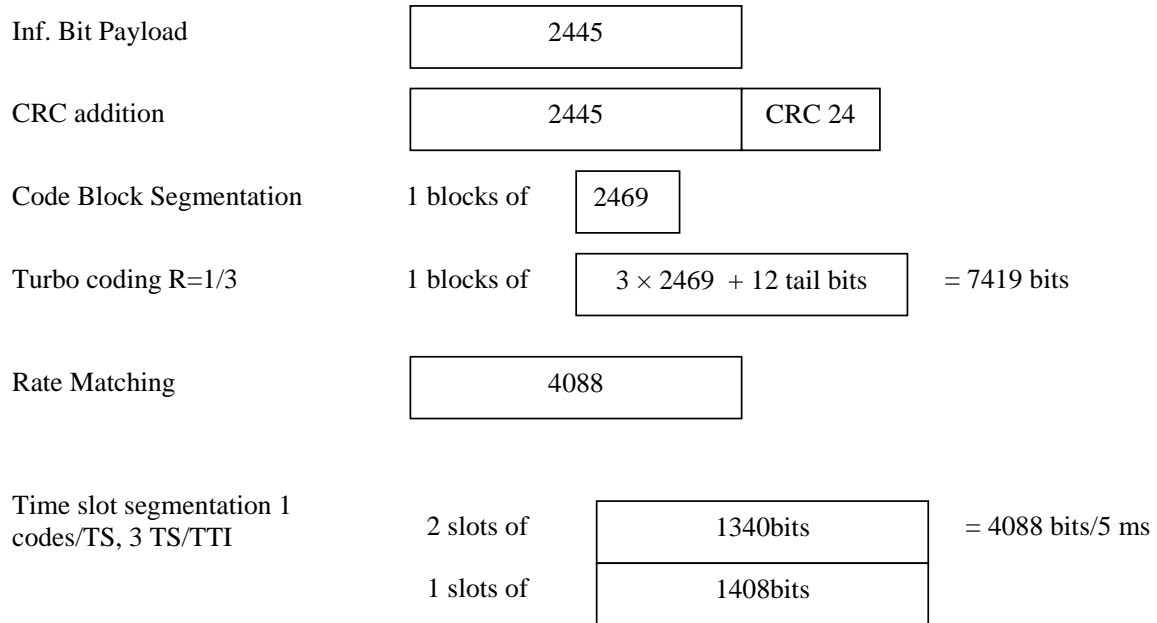 Inf. Bit Payload 2445
CRC addition 2445 CRC 24
Code Block Segmentation 1 blocks of 2469
Turbo coding R=1/3 1 blocks of 3 × 2469 + 12 tail bits = 7419 bits
Rate Matching 4088
Time slot segmentation 1
codes/TS, 3 TS/TTI 2 slots of 1340bits = 4088 bits/5 ms
1 slots of 1408bits